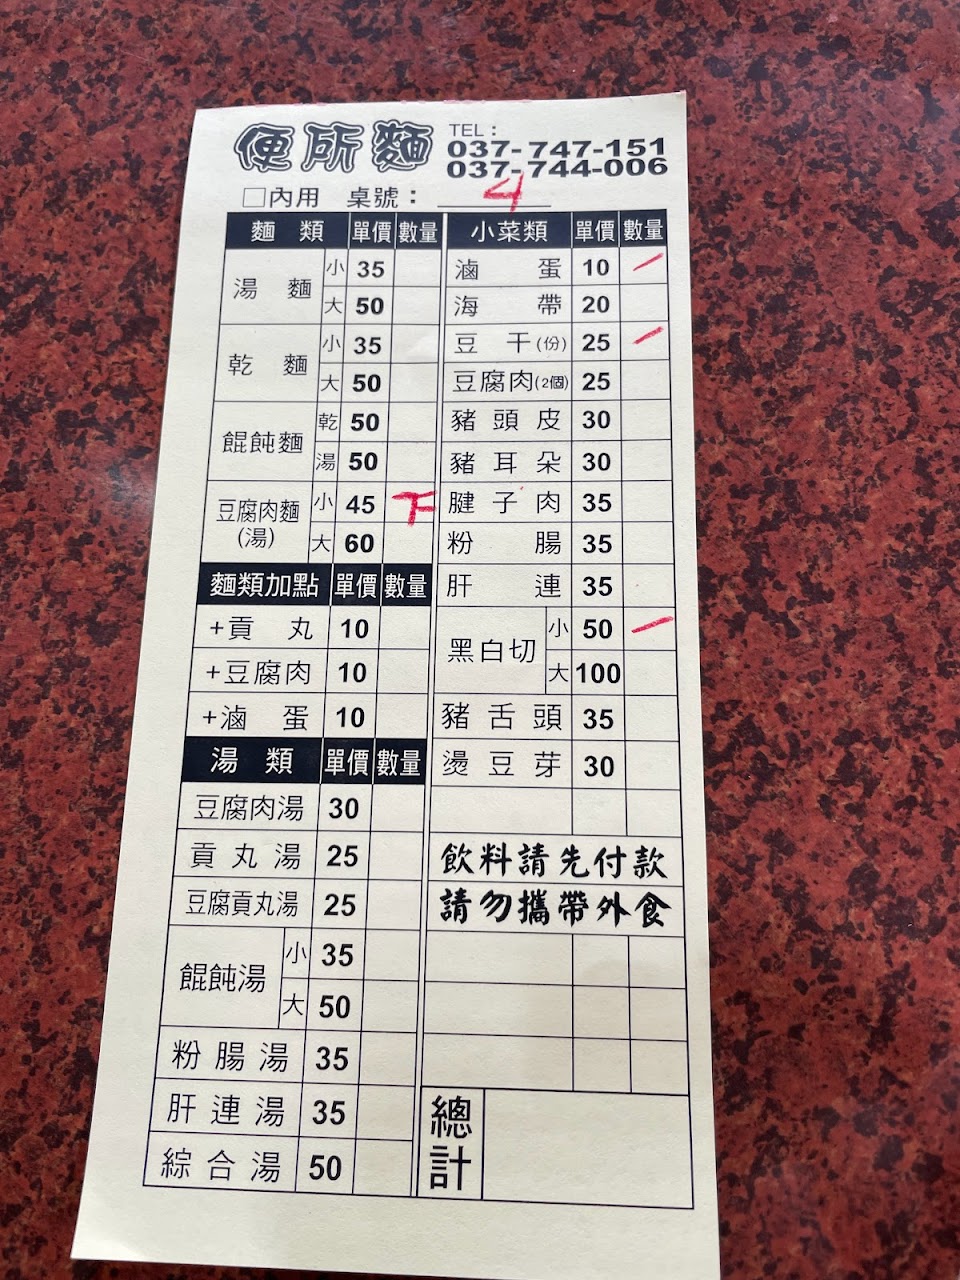 便所麵
TEL：
037-747-151
037-744-006
□內用 桌號： 4
麵類 單價 數量
湯麵 小 35
大 50
乾麵 小 35
大 50
餛飩麵 乾 50
湯 50
豆腐肉麵(湯) 小 45 下
大 60
麵類加點 單價 數量
+貢丸 10
+豆腐肉 10
+滷蛋 10
湯類 單價 數量
豆腐肉湯 30
貢丸湯 25
豆腐貢丸湯 25
餛飩湯 小 35
大 50
粉腸湯 35
肝連湯 35
綜合湯 50
小菜類 單價 數量
滷蛋 10 一
海帶 20
豆干(份) 25 一
豆腐肉(2個) 25
豬頭皮 30
豬耳朵 30
腱子肉 35
粉腸 35
肝連 35
黑白切 小 50 一
大 100
豬舌頭 35
燙豆芽 30
飲料請先付款
請勿攜帶外食
總計